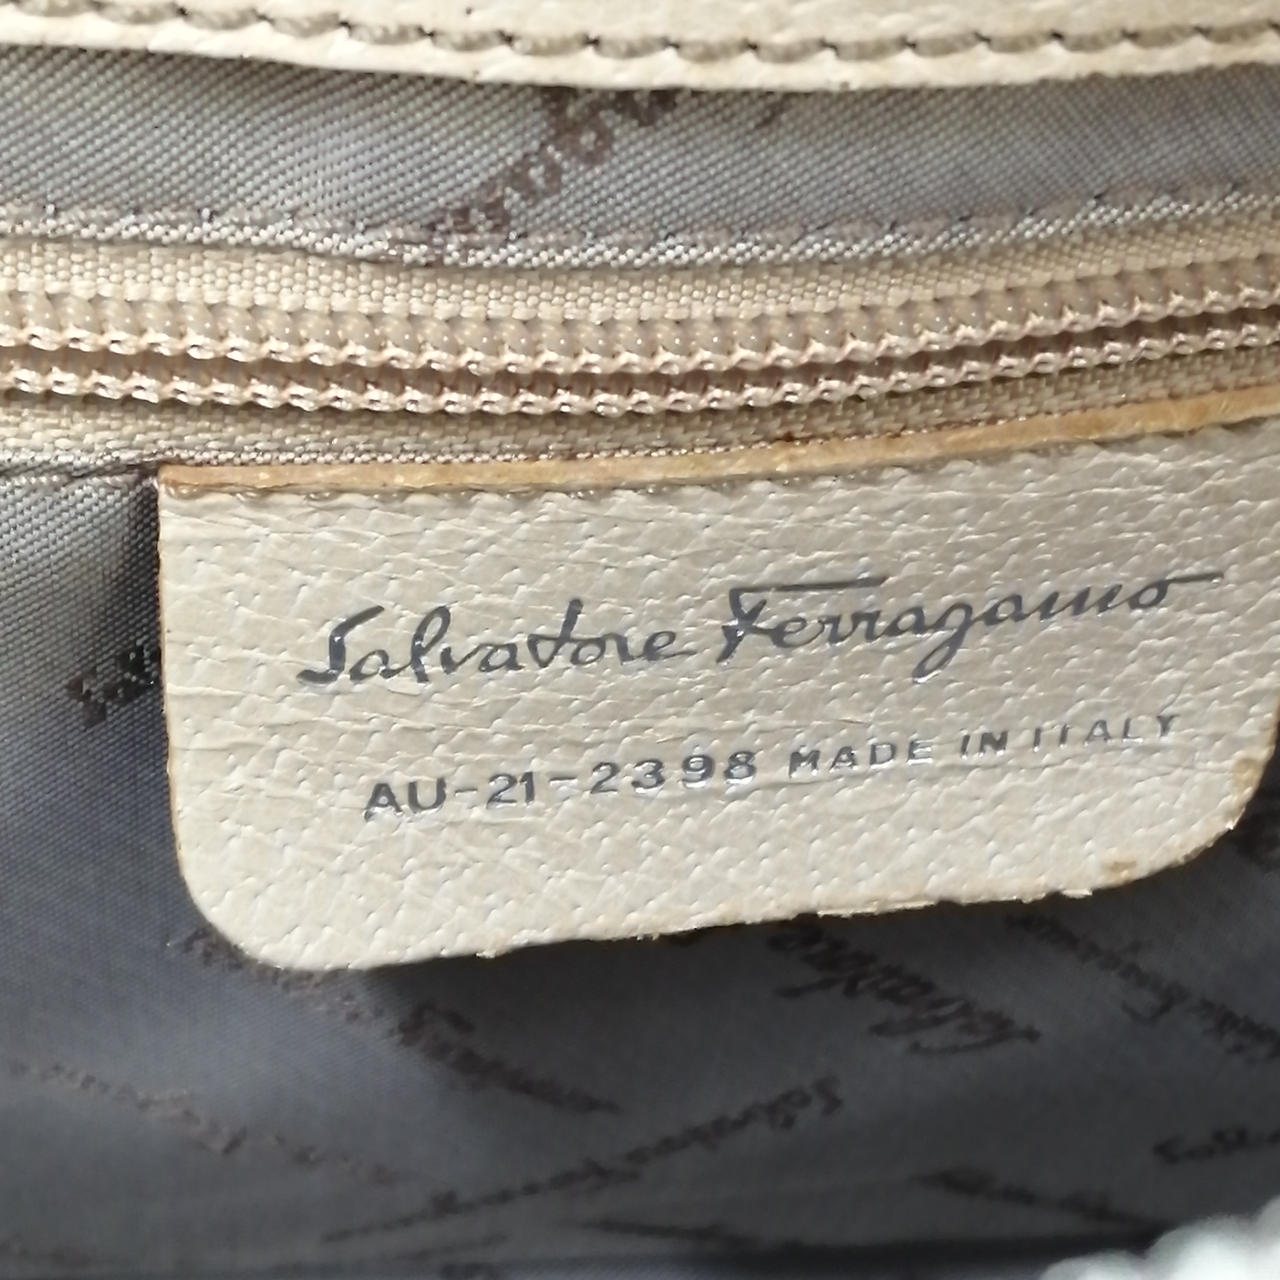 Salvatore Ferragamo
AU-21-2398 MADE IN ITALY